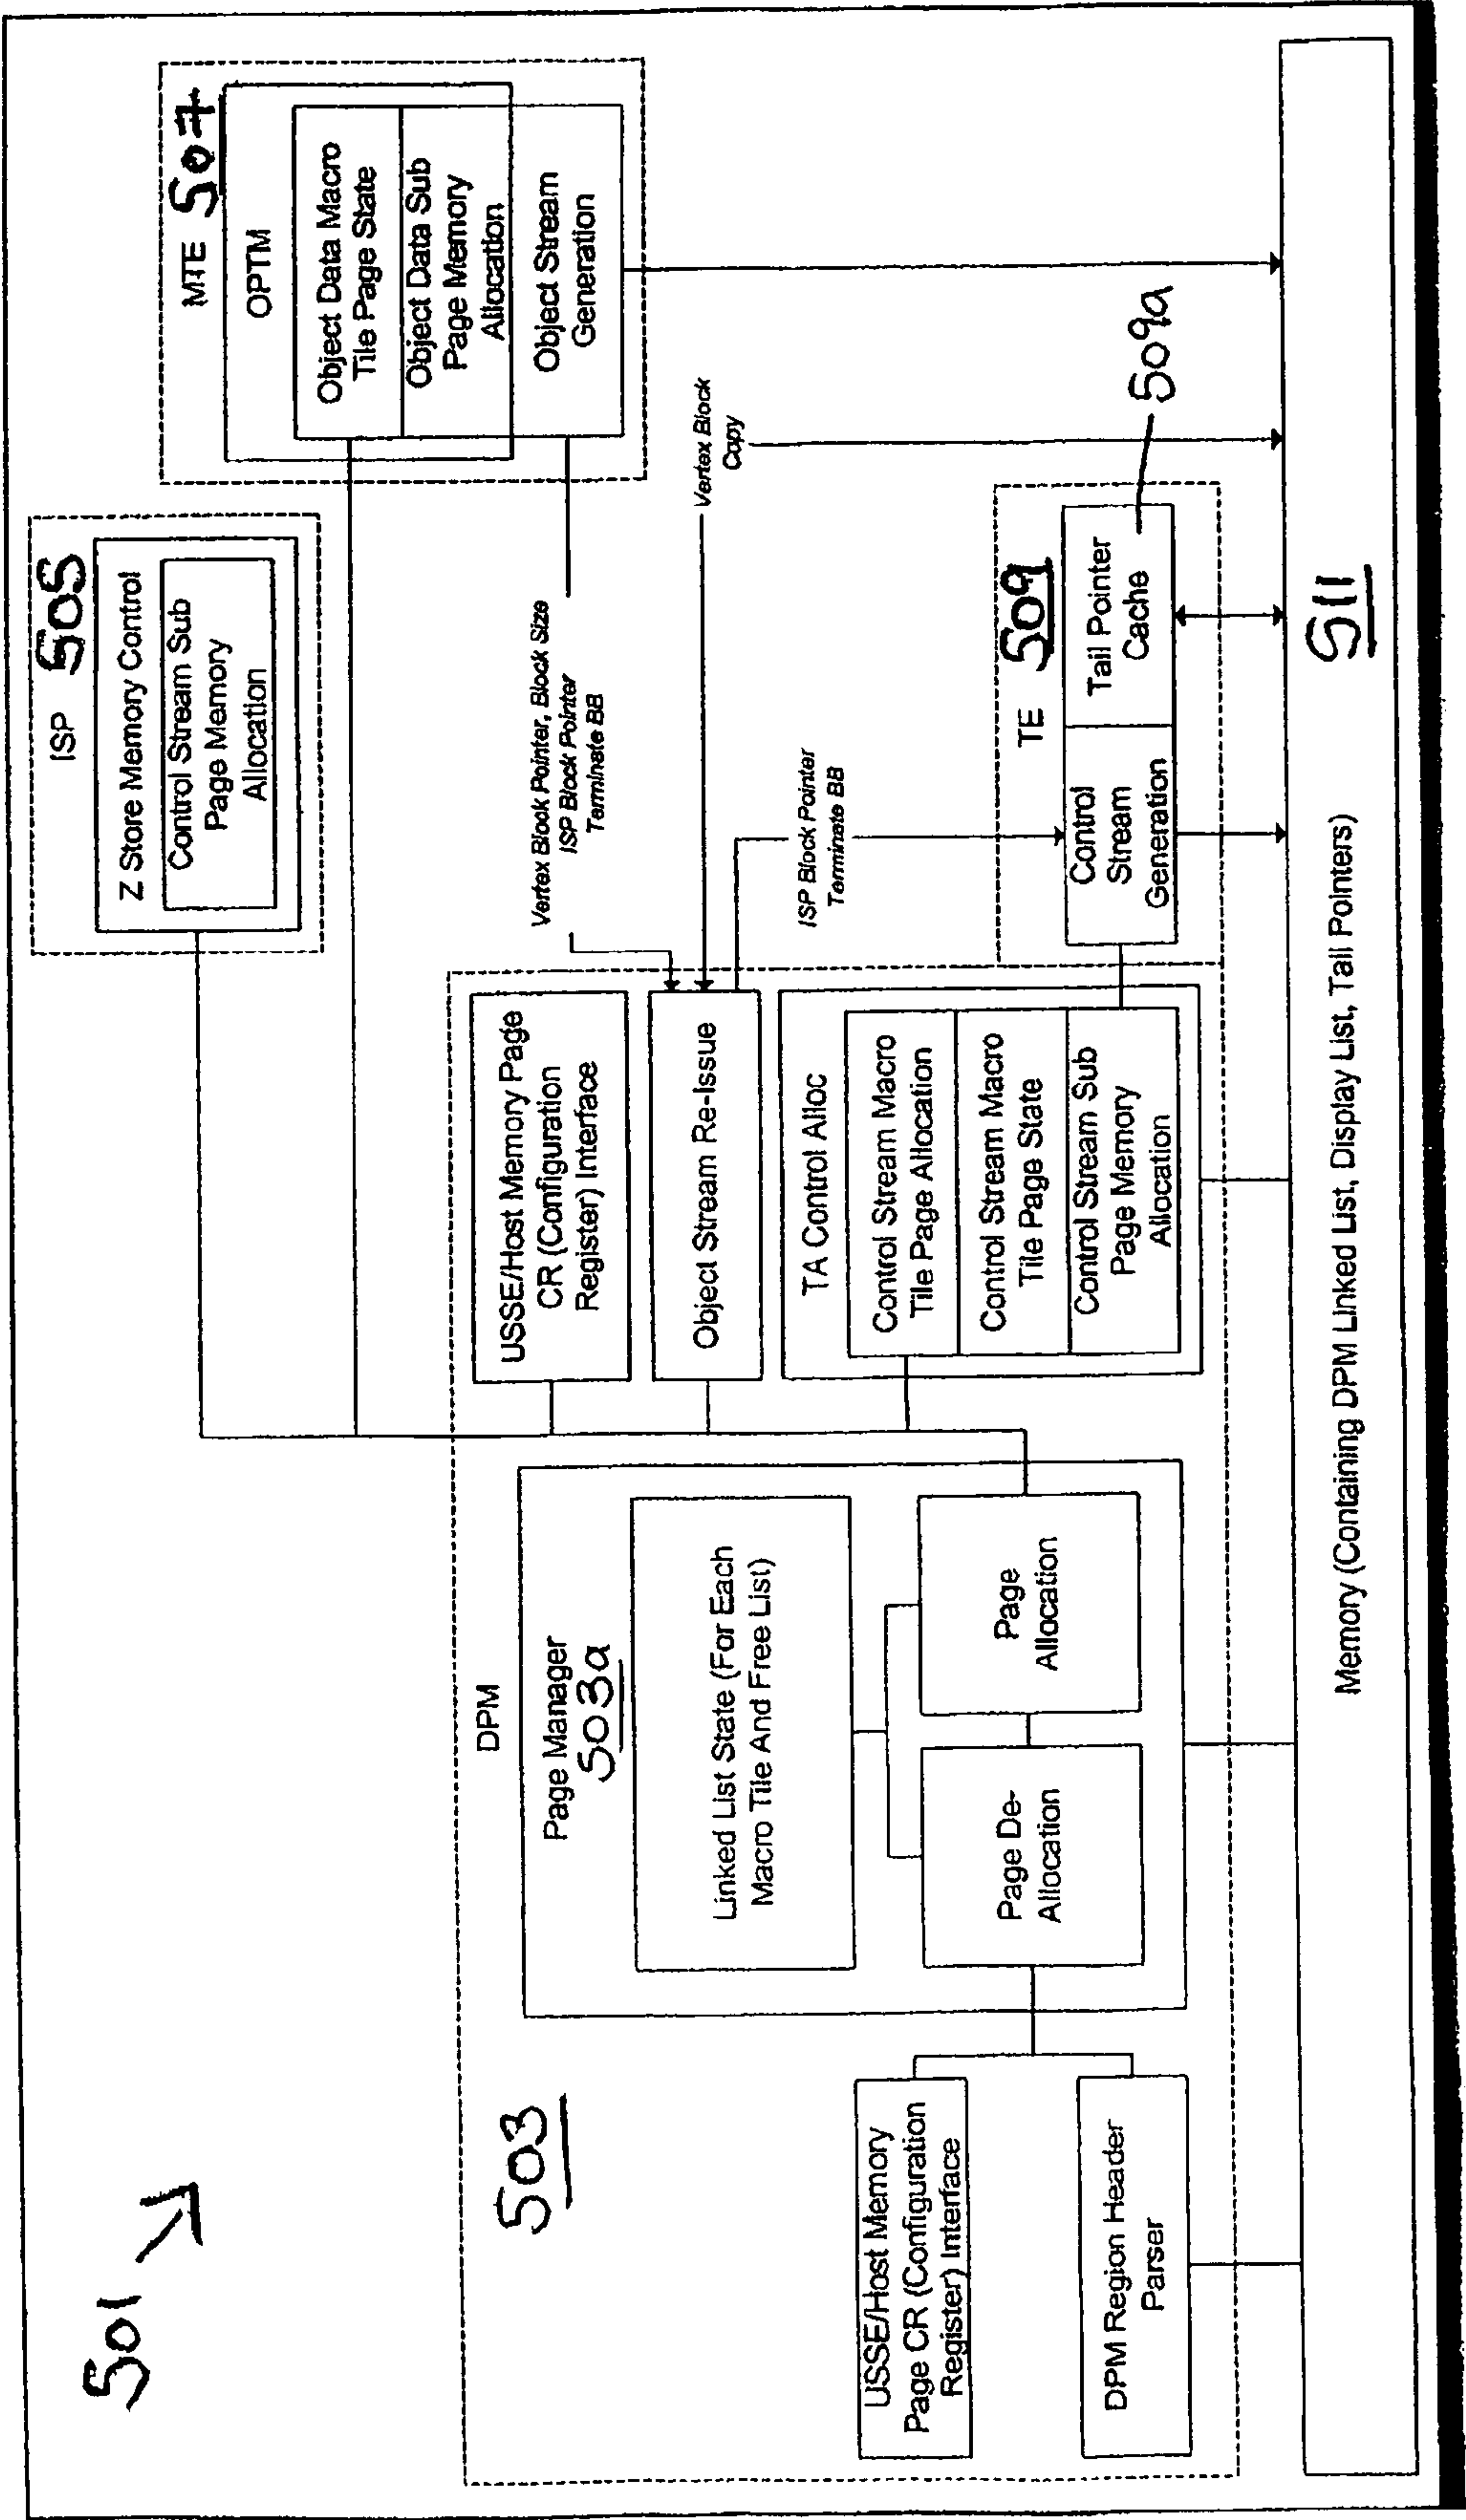 501
503
DPM
Page Manager
503a
Linked List State (For Each
Macro Tile And Free List)
Page De-
Allocation
Page
Allocation
USSE/Host Memory
Page CR (Configuration
Register) Interface
DPM Region Header
Parser
USSE/Host Memory Page
CR (Configuration
Register) Interface
Object Stream Re-Issue
TA Control Alloc
Control Stream Macro
Tile Page Allocation
Control Stream Macro
Tile Page State
Control Stream Sub
Page Memory
Allocation
ISP 505
Z Store Memory Control
Control Stream Sub
Page Memory
Allocation
MTE 507
OPTM
Object Data Macro
Tile Page State
Object Data Sub
Page Memory
Allocation
Object Stream
Generation
Vertex Block Pointer, Block Size
ISP Block Pointer
Terminate BB
Vertex Block
Copy
ISP Block Pointer
Terminate BB
TE 509
Control
Stream
Generation
Tail Pointer
Cache
509a
Memory (Containing DPM Linked List, Display List, Tail Pointers)
511